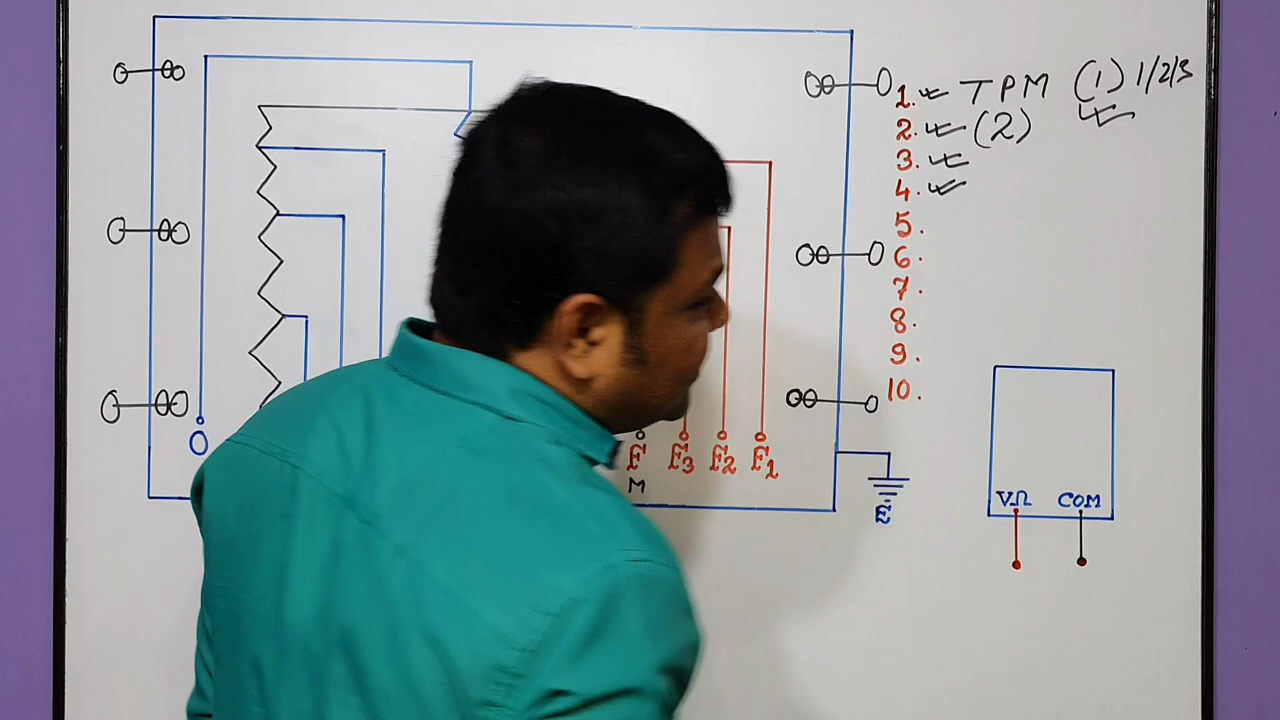 1. TPM (1) 1/2/3
2. (2)
3.
4.
5.
6.
7.
8.
9.
10.
O
F F3 F2 F1
M
E
VΩ COM